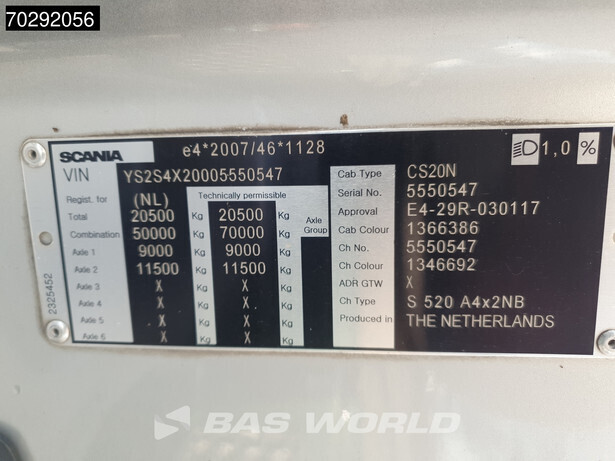 70292056
SCANIA e4*2007/46*1128 1,0 %
VIN YS2S4X20005550547
Regist. for (NL) Technically permissible
Total 20500 Kg 20500 Kg Axle Group
Combination 50000 Kg 70000 Kg
Axle 1 9000 Kg 9000 Kg
Axle 2 11500 Kg 11500 Kg
Axle 3 X Kg X Kg
Axle 4 X Kg X Kg
Axle 5 X Kg X Kg
Axle 6 X Kg X Kg
Cab Type CS20N
Serial No. 5550547
Approval E4-29R-030117
Cab Colour 1366386
Ch No. 5550547
Ch Colour 1346692
ADR GTW X
Ch Type S 520 A4x2NB
Produced in THE NETHERLANDS
2325452
BAS WORLD